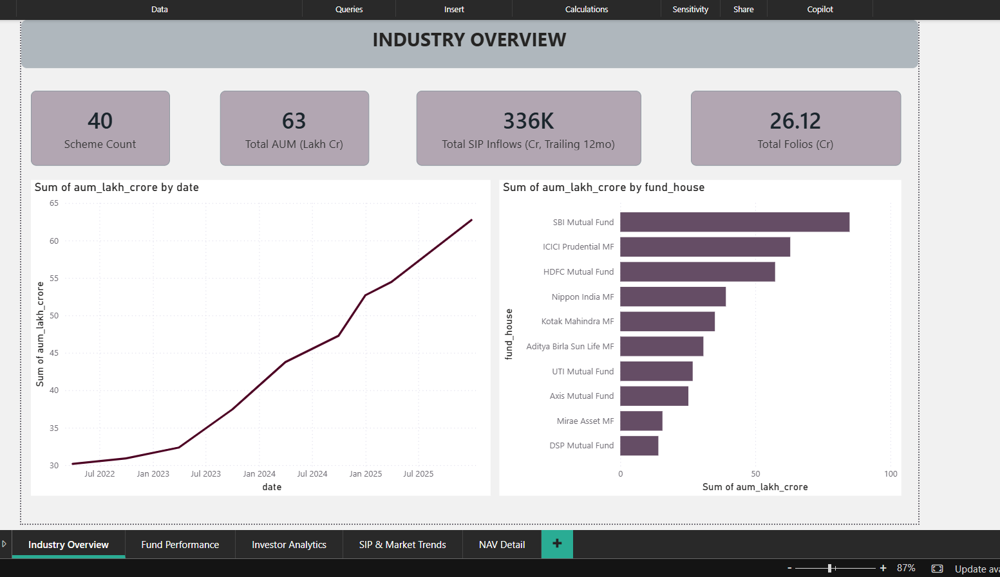 Data Queries Insert Calculations Sensitivity Share Copilot
INDUSTRY OVERVIEW
40
Scheme Count
63
Total AUM (Lakh Cr)
336K
Total SIP Inflows (Cr, Trailing 12mo)
26.12
Total Folios (Cr)
Sum of aum_lakh_crore by date
Sum of aum_lakh_crore
65
60
55
50
45
40
35
30
Jul 2022 Jan 2023 Jul 2023 Jan 2024 Jul 2024 Jan 2025 Jul 2025
date
Sum of aum_lakh_crore by fund_house
fund_house
SBI Mutual Fund
ICICI Prudential MF
HDFC Mutual Fund
Nippon India MF
Kotak Mahindra MF
Aditya Birla Sun Life MF
UTI Mutual Fund
Axis Mutual Fund
Mirae Asset MF
DSP Mutual Fund
0 50 100
Sum of aum_lakh_crore
Industry Overview Fund Performance Investor Analytics SIP & Market Trends NAV Detail +
- + 87% Update ava